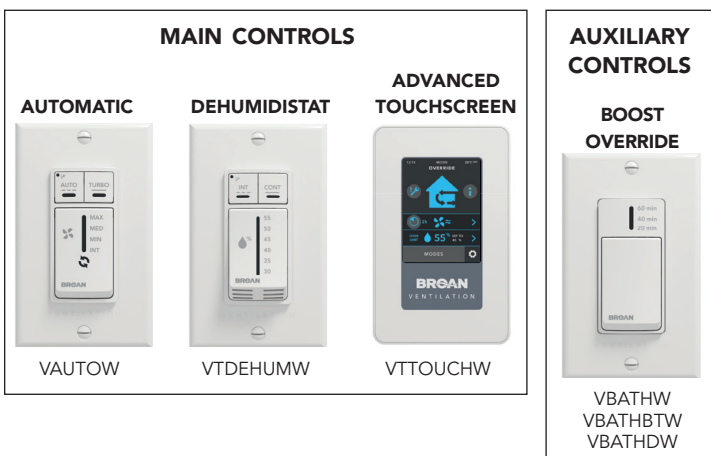 MAIN CONTROLS
AUTOMATIC
AUTO TURBO
MAX
MED
MIN
INT
BROAN
VAUTOW
DEHUMIDISTAT
INT CONT
55
50
45
40
35
30
%
BROAN
VTDEHUMW
ADVANCED
TOUCHSCREEN
MODE
OVERRIDE
55%
MODES
BROAN
VENTILATION
VTTOUCHW
AUXILIARY
CONTROLS
BOOST
OVERRIDE
60 min
40 min
20 min
BROAN
VBATHW
VBATHBTW
VBATHDW